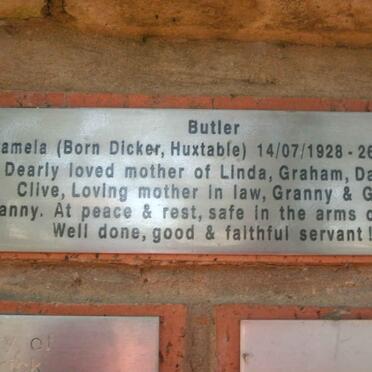 Butler
amela (Born Dicker, Huxtable) 14/07/1928 - 26
Dearly loved mother of Linda, Graham, Da
Clive, Loving mother in law, Granny & G
anny. At peace & rest, safe in the arms o
Well done, good & faithful servant!
y of